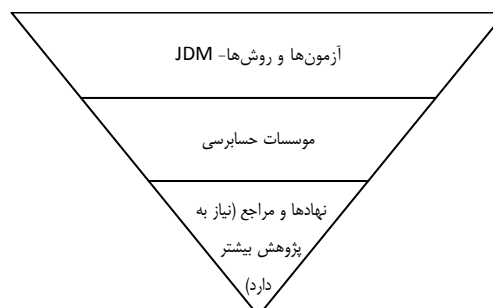 آزمون‌ها و روش‌ها- JDM
موسسات حسابرسی
نهادها و مراجع (نیاز به
پژوهش بیشتر
دارد)